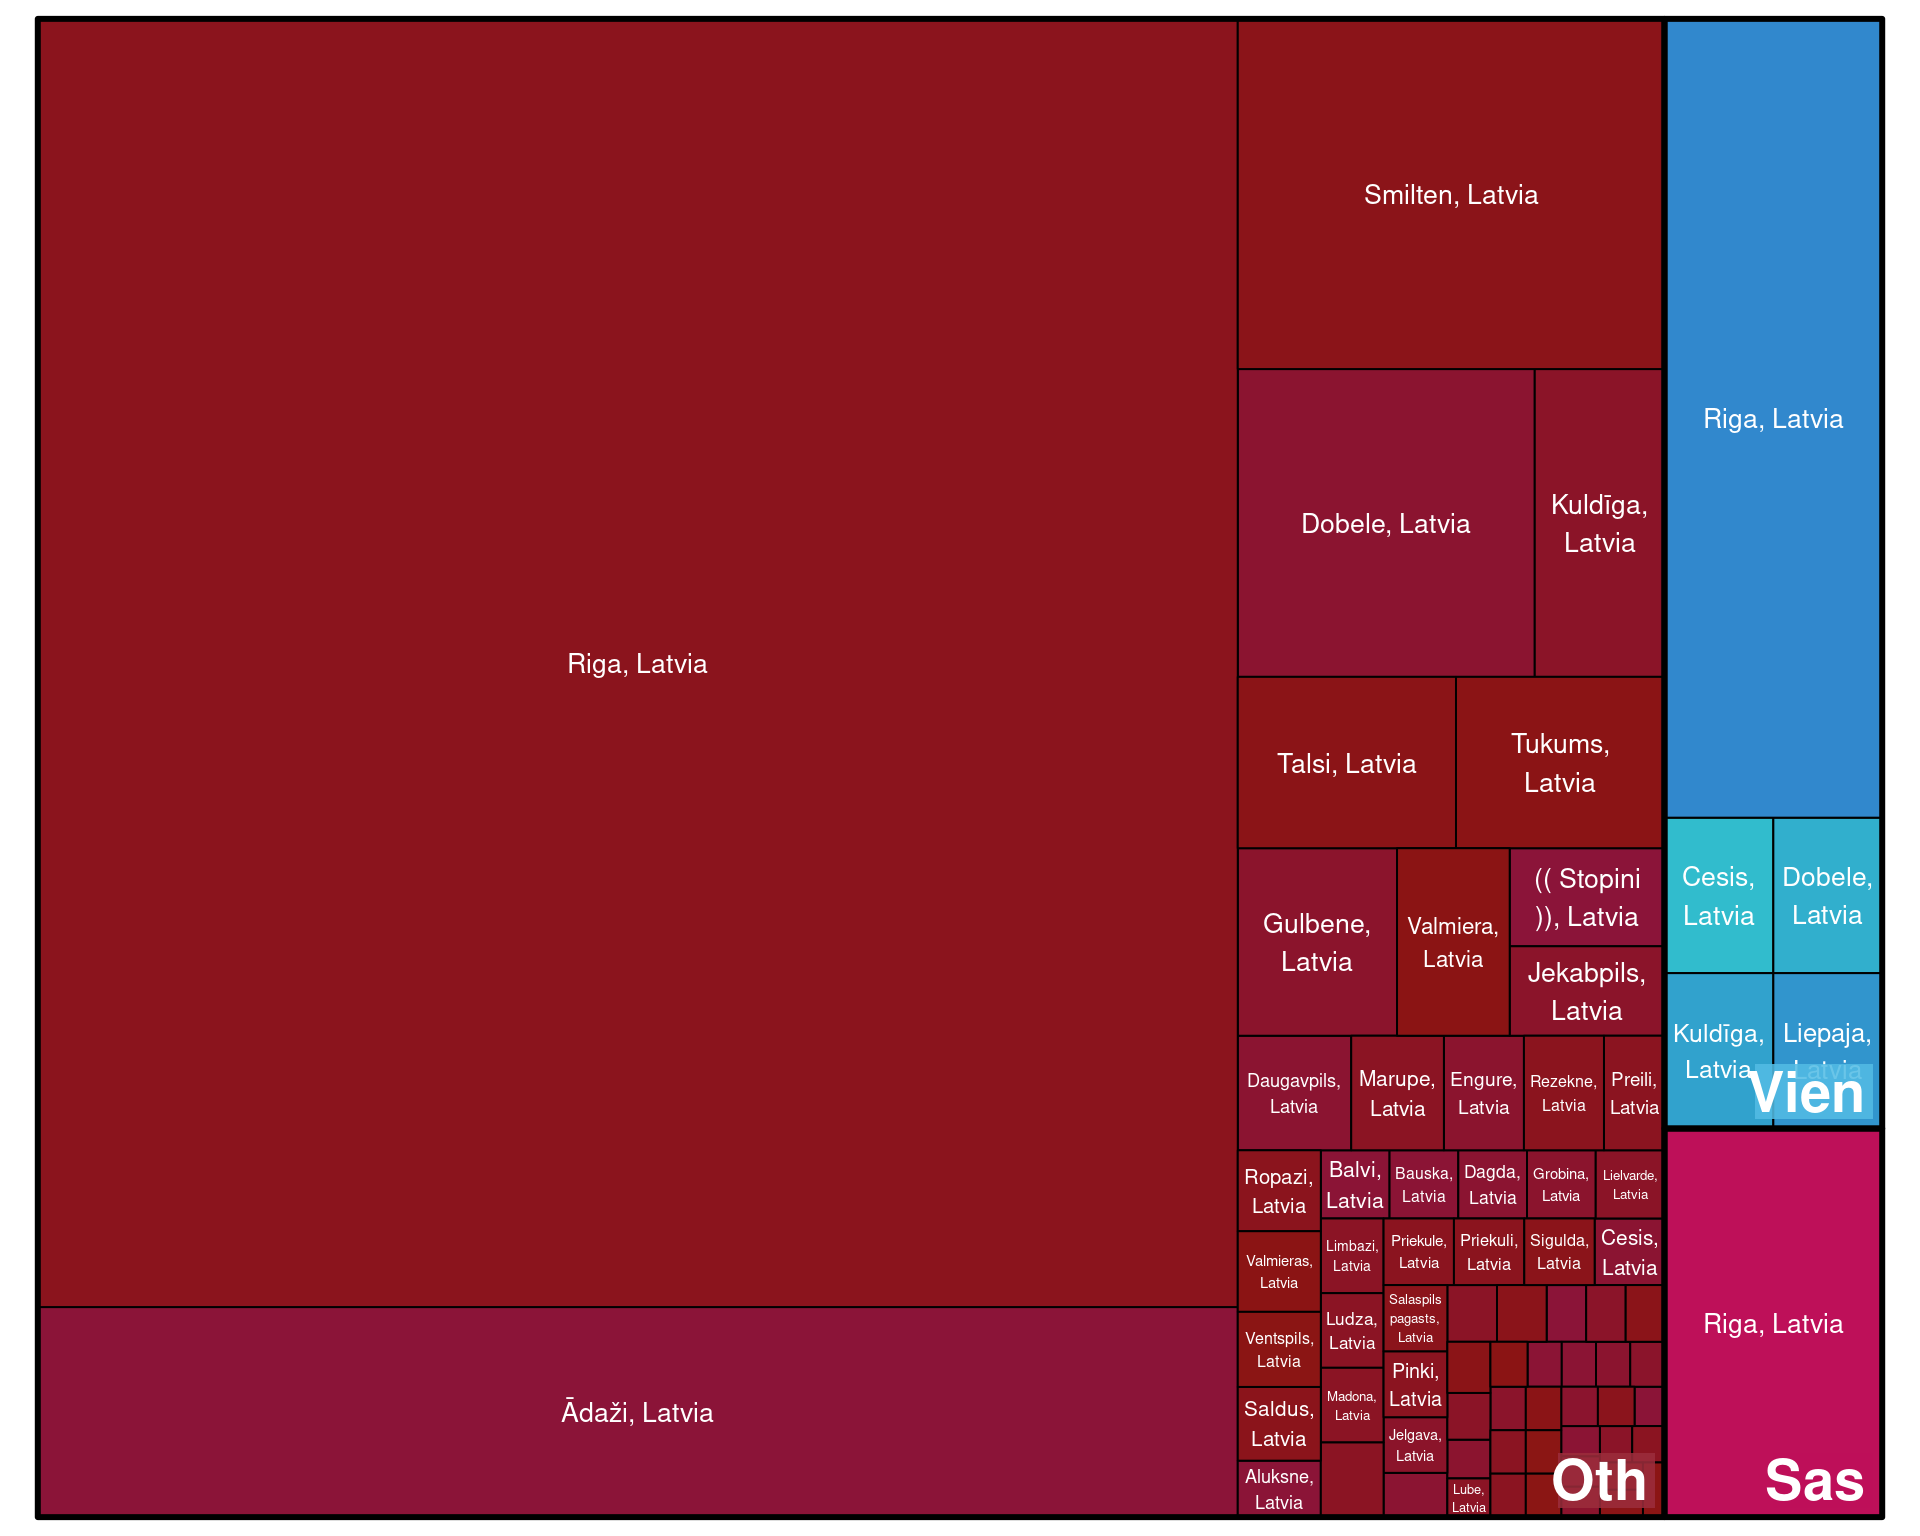 Riga, Latvia
Ādaži, Latvia
Smilten, Latvia
Dobele, Latvia
Kuldīga,
Latvia
Talsi, Latvia
Tukums,
Latvia
Gulbene,
Latvia
Valmiera,
Latvia
(( Stopini
)), Latvia
Jekabpils,
Latvia
Daugavpils,
Latvia
Marupe,
Latvia
Engure,
Latvia
Rezekne,
Latvia
Preili,
Latvia
Ropazi,
Latvia
Valmieras,
Latvia
Ventspils,
Latvia
Saldus,
Latvia
Aluksne,
Latvia
Balvi,
Latvia
Bauska,
Latvia
Dagda,
Latvia
Grobina,
Latvia
Lielvarde,
Latvia
Limbazi,
Latvia
Ludza,
Latvia
Madona,
Latvia
Priekule,
Latvia
Priekuli,
Latvia
Sigulda,
Latvia
Cesis,
Latvia
Salaspils
pagasts,
Latvia
Pinki,
Latvia
Jelgava,
Latvia
Lube,
Latvia
Oth
Riga, Latvia
Cesis,
Latvia
Dobele,
Latvia
Kuldīga,
Latvia
Liepaja,
Latvia
Vien
Riga, Latvia
Sas